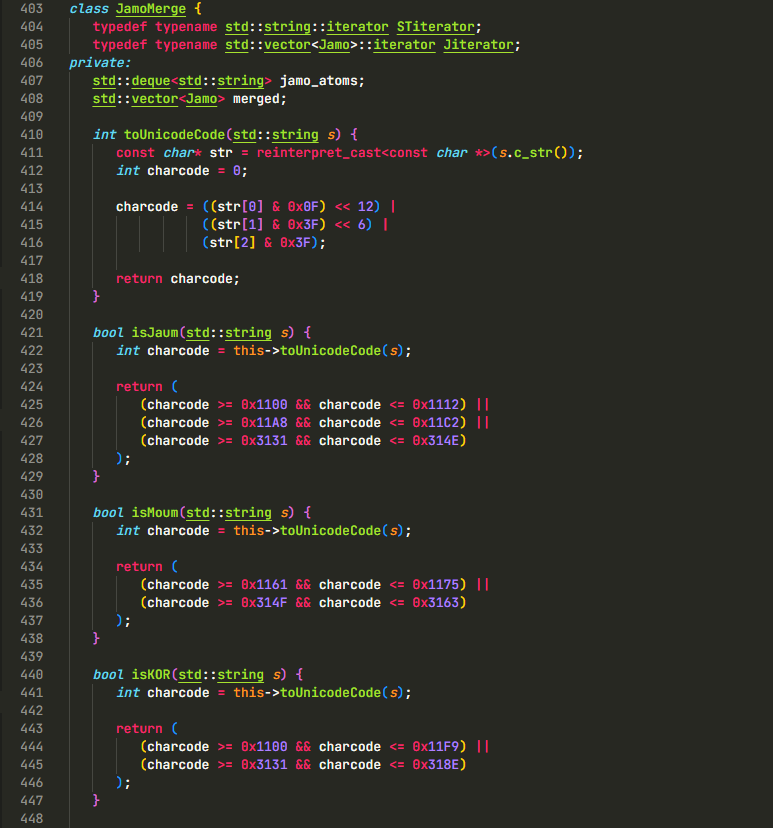 403 class JamoMerge {
404 typedef typename std::string::iterator STiterator;
405 typedef typename std::vector<Jamo>::iterator Jiterator;
406 private:
407 std::deque<std::string> jamo_atoms;
408 std::vector<Jamo> merged;
409
410 int toUnicodeCode(std::string s) {
411 const char* str = reinterpret_cast<const char *>(s.c_str());
412 int charcode = 0;
413
414 charcode = ((str[0] & 0x0F) << 12) |
415 ((str[1] & 0x3F) << 6) |
416 (str[2] & 0x3F);
417
418 return charcode;
419 }
420
421 bool isJaum(std::string s) {
422 int charcode = this->toUnicodeCode(s);
423
424 return (
425 (charcode >= 0x1100 && charcode <= 0x1112) ||
426 (charcode >= 0x11A8 && charcode <= 0x11C2) ||
427 (charcode >= 0x3131 && charcode <= 0x314E)
428 );
429 }
430
431 bool isMoum(std::string s) {
432 int charcode = this->toUnicodeCode(s);
433
434 return (
435 (charcode >= 0x1161 && charcode <= 0x1175) ||
436 (charcode >= 0x314F && charcode <= 0x3163)
437 );
438 }
439
440 bool isKOR(std::string s) {
441 int charcode = this->toUnicodeCode(s);
442
443 return (
444 (charcode >= 0x1100 && charcode <= 0x11F9) ||
445 (charcode >= 0x3131 && charcode <= 0x318E)
446 );
447 }
448